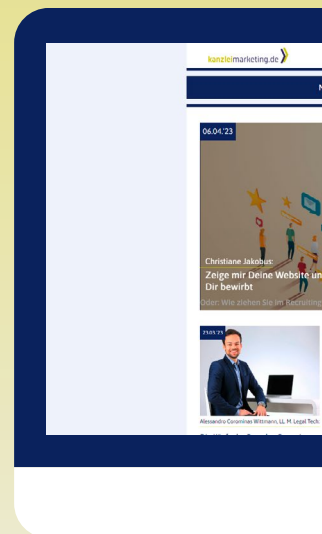 kanzleimarketing.de
N
06.04.'23
Christiane Jakobus:
Zeige mir Deine Website un
Dir bewirbt
Oder: Wie ziehen Sie im Recruiting
23.03.'23
Alessandro Corominas Wittmann, LL. M. Legal Tech: